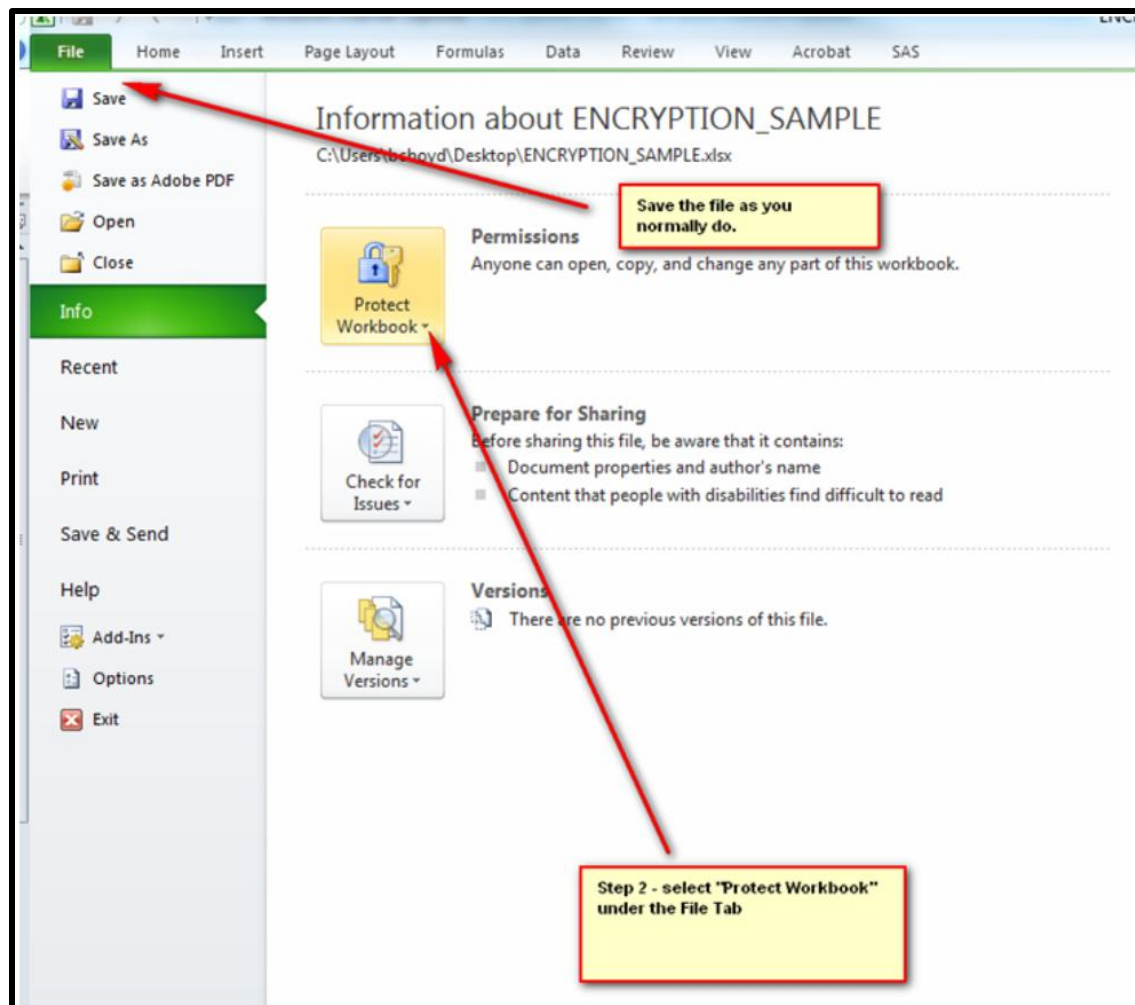 File Home Insert Page Layout Formulas Data Review View Acrobat SAS
Save
Save As
Save as Adobe PDF
Open
Close
Info
Recent
New
Print
Save & Send
Help
Add-Ins
Options
Exit
Information about ENCRYPTION_SAMPLE
C:\Users\bcboyd\Desktop\ENCRYPTION_SAMPLE.xlsx
Save the file as you
normally do.
Protect
Workbook
Permissions
Anyone can open, copy, and change any part of this workbook.
Check for
Issues
Prepare for Sharing
Before sharing this file, be aware that it contains:
Document properties and author's name
Content that people with disabilities find difficult to read
Manage
Versions
Versions
There are no previous versions of this file.
Step 2 - select "Protect Workbook"
under the File Tab